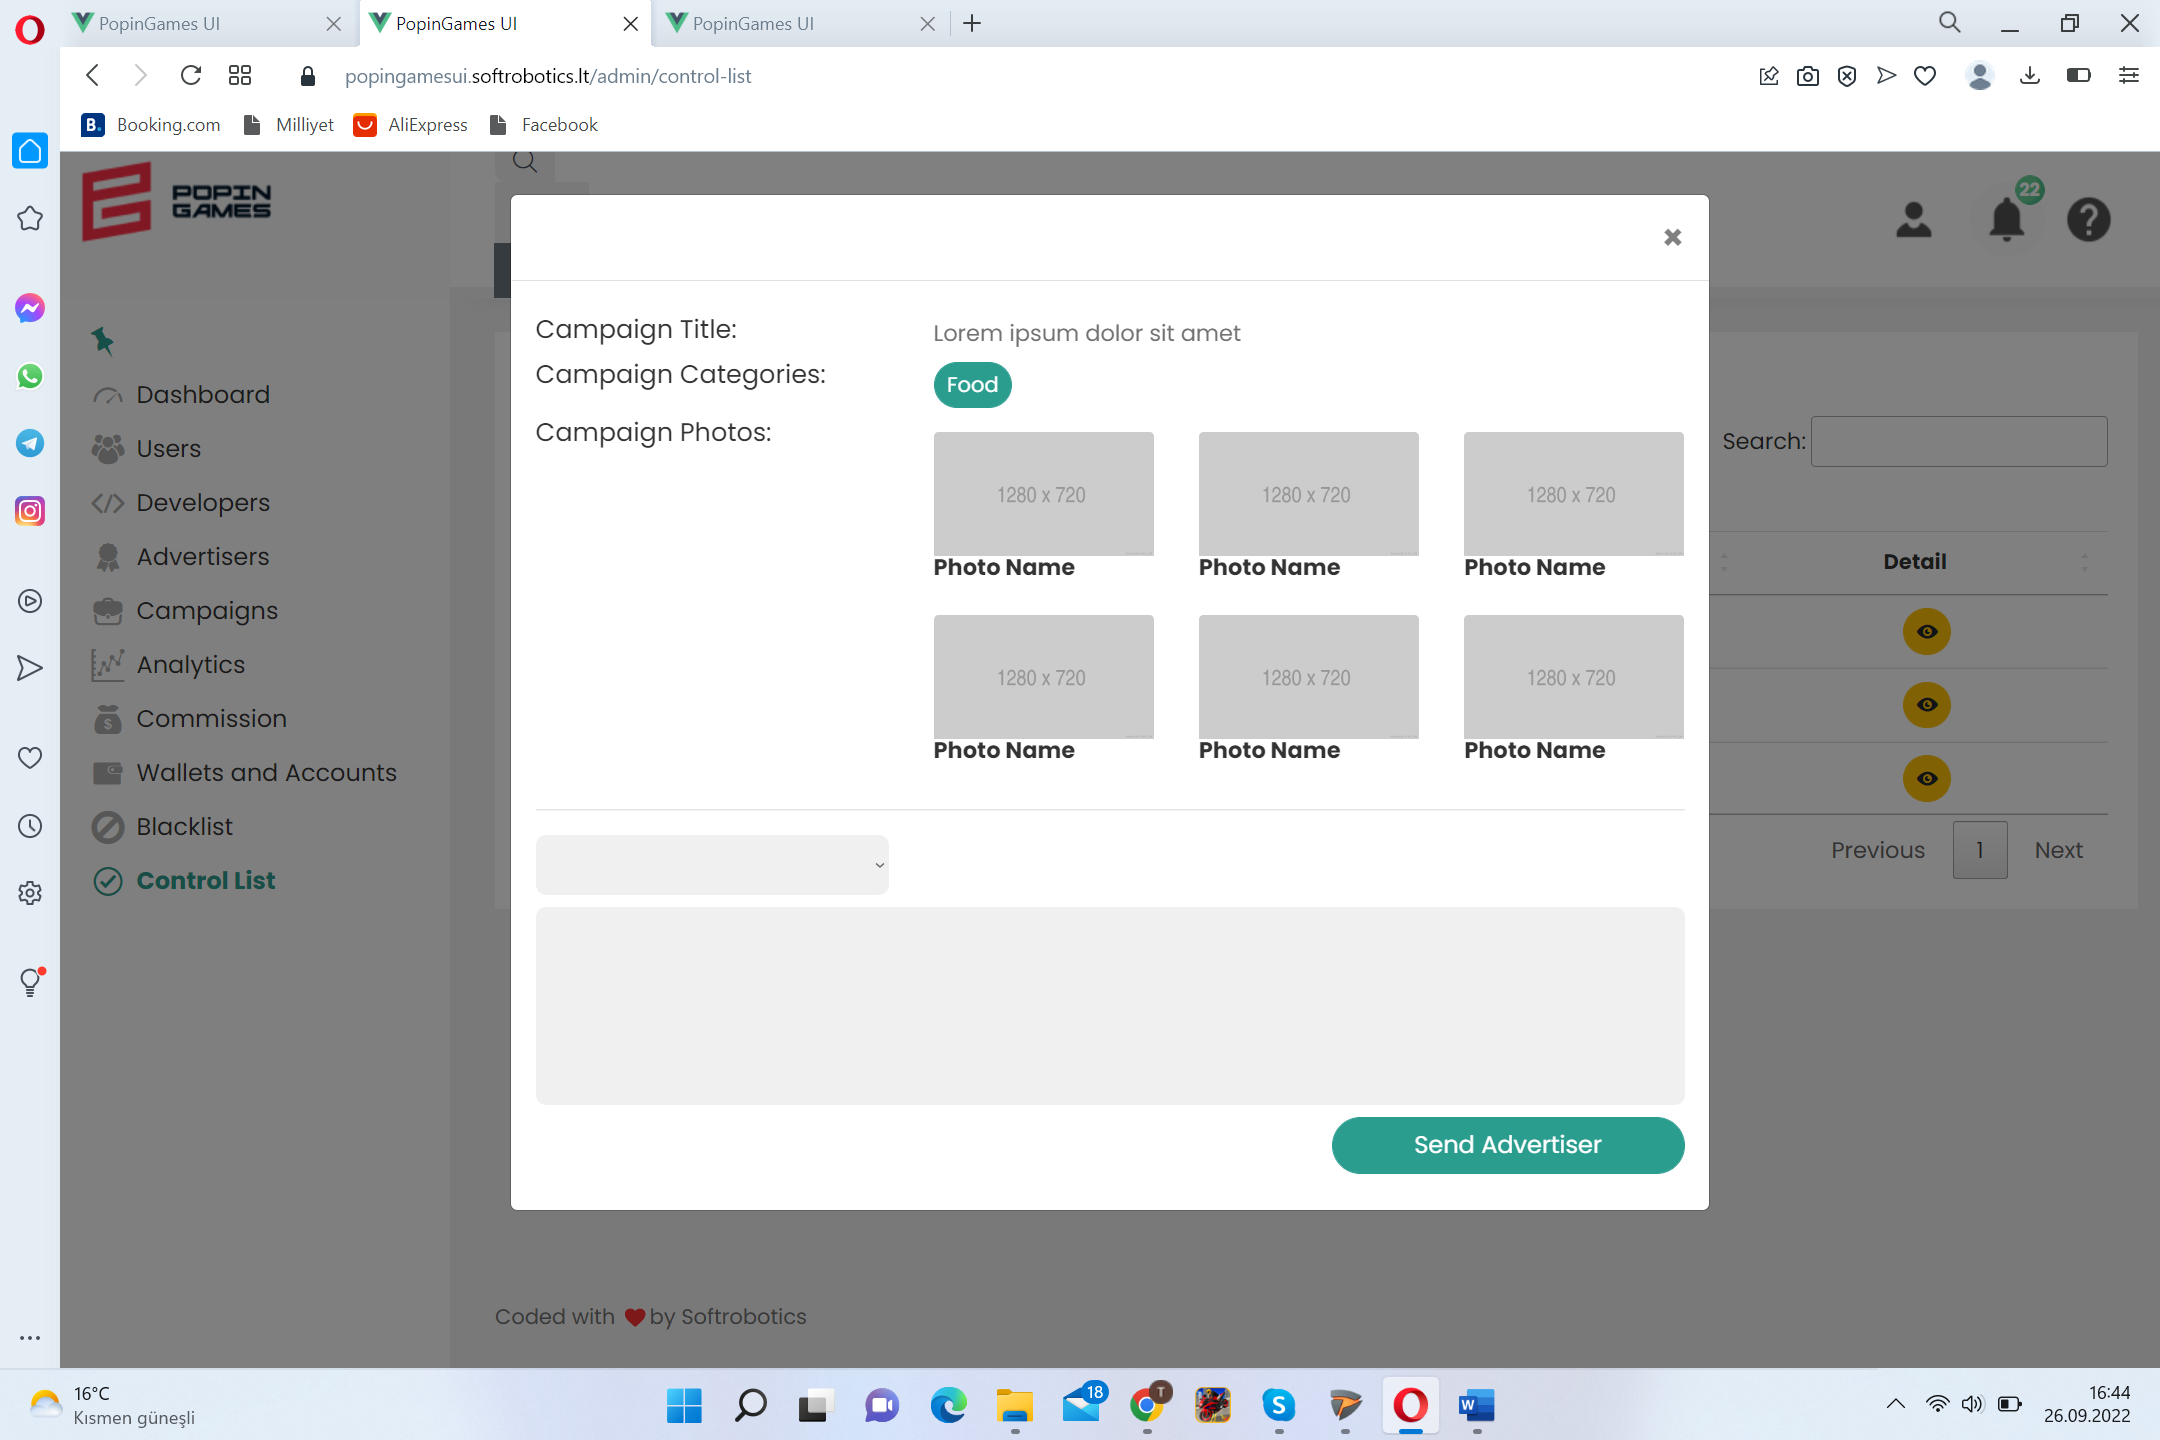 PopinGames UI
PopinGames UI
PopinGames UI
popingamesui.softrobotics.lt/admin/control-list
B. Booking.com
Milliyet
AliExpress
Facebook
POPIN
GAMES
22
Dashboard
Users
Developers
Advertisers
Campaigns
Analytics
Commission
Wallets and Accounts
Blacklist
Control List
Campaign Title:
Lorem ipsum dolor sit amet
Campaign Categories:
Food
Campaign Photos:
1280 x 720
1280 x 720
1280 x 720
Photo Name
Photo Name
Photo Name
1280 x 720
1280 x 720
1280 x 720
Photo Name
Photo Name
Photo Name
Send Advertiser
Search:
Detail
Previous
1
Next
Coded with
by Softrobotics
16°C
Kısmen güneşli
18
T
S
W
16:44
26.09.2022